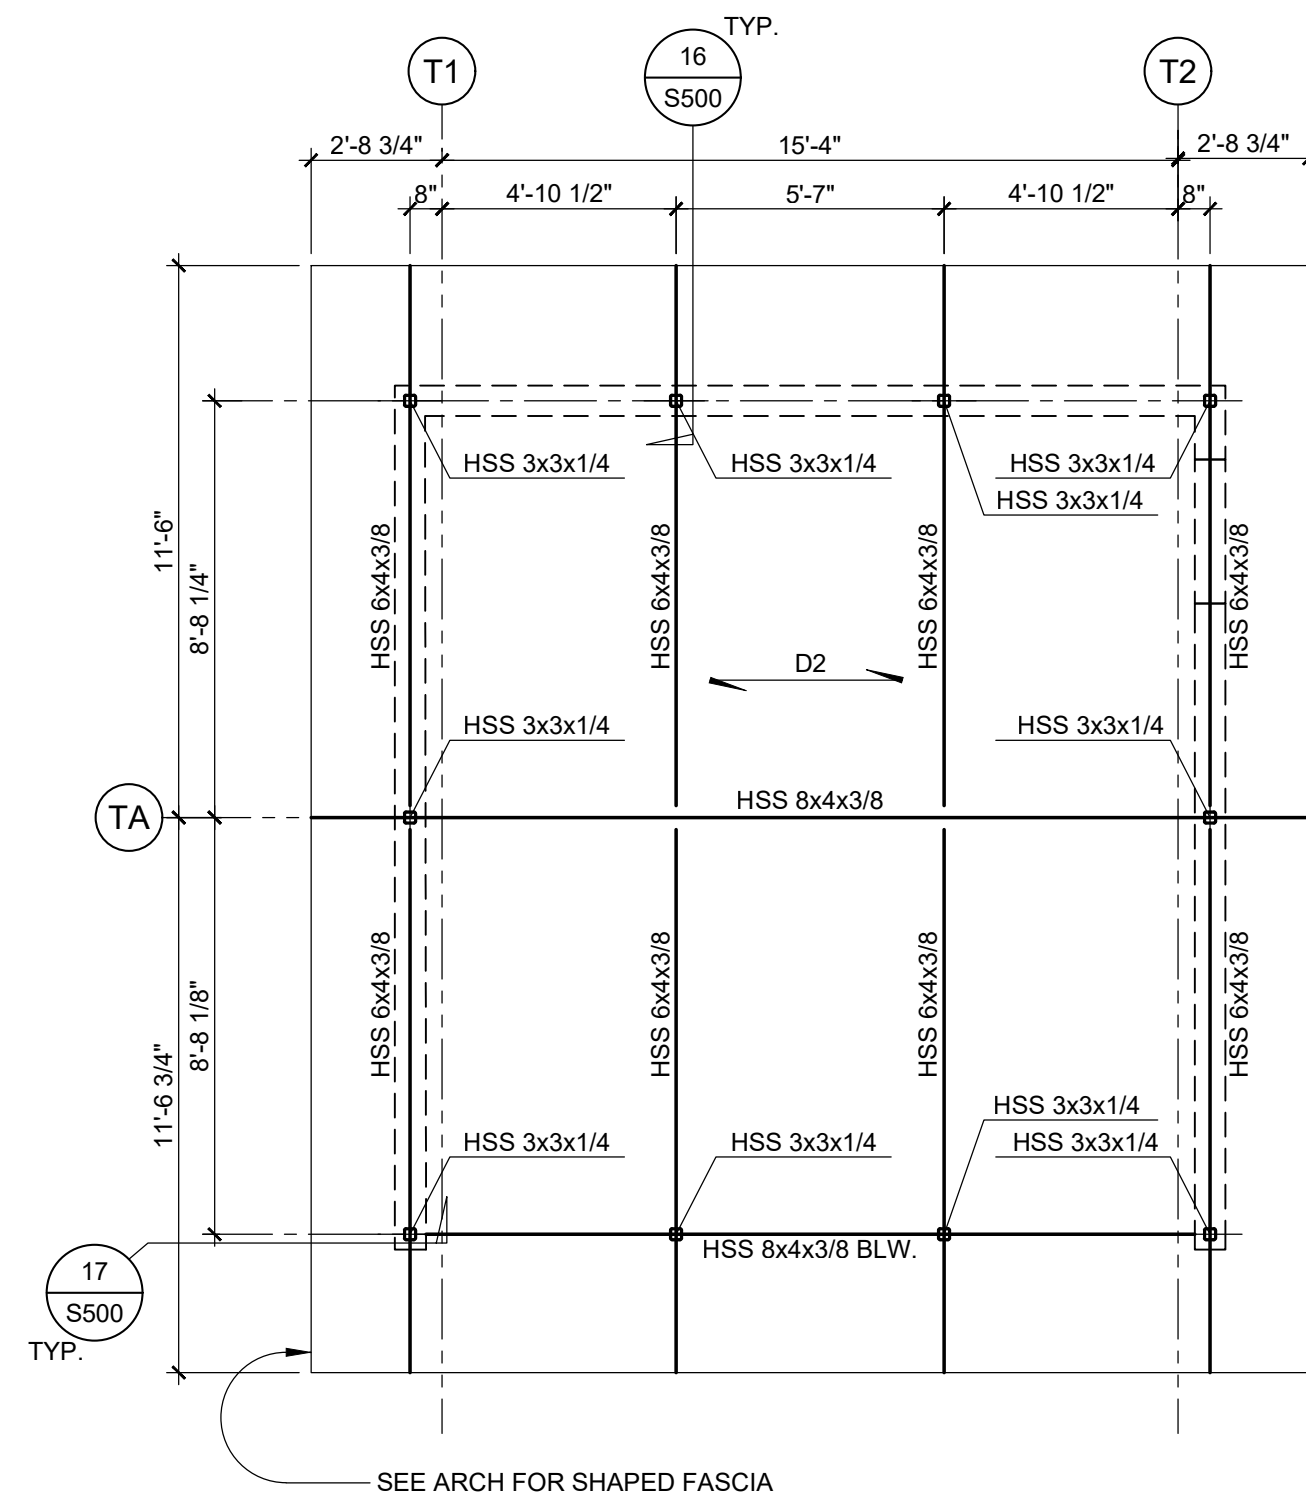 TYP.
T1
16
S500
T2
2'-8 3/4"
15'-4"
2'-8 3/4"
8"
4'-10 1/2"
5'-7"
4'-10 1/2"
8"
HSS 3x3x1/4
HSS 3x3x1/4
HSS 3x3x1/4
HSS 3x3x1/4
11'-6"
8'-8 1/4"
HSS 6x4x3/8
HSS 6x4x3/8
HSS 6x4x3/8
HSS 6x4x3/8
D2
HSS 3x3x1/4
HSS 3x3x1/4
TA
HSS 8x4x3/8
11'-6 3/4"
8'-8 1/8"
HSS 6x4x3/8
HSS 6x4x3/8
HSS 6x4x3/8
HSS 6x4x3/8
HSS 3x3x1/4
HSS 3x3x1/4
HSS 3x3x1/4
HSS 3x3x1/4
HSS 8x4x3/8 BLW.
17
S500
TYP.
SEE ARCH FOR SHAPED FASCIA